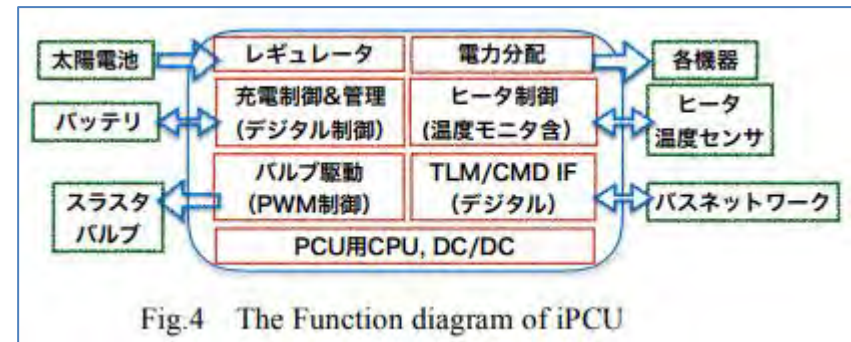 太陽電池
レギュレータ
電力分配
各機器
バッテリ
充電制御&管理
(デジタル制御)
ヒータ制御
(温度モニタ含)
ヒータ
温度センサ
スラスタ
バルブ
バルブ駆動
(PWM制御)
TLM/CMD IF
(デジタル)
バスネットワーク
PCU用CPU, DC/DC
Fig.4 The Function diagram of iPCU